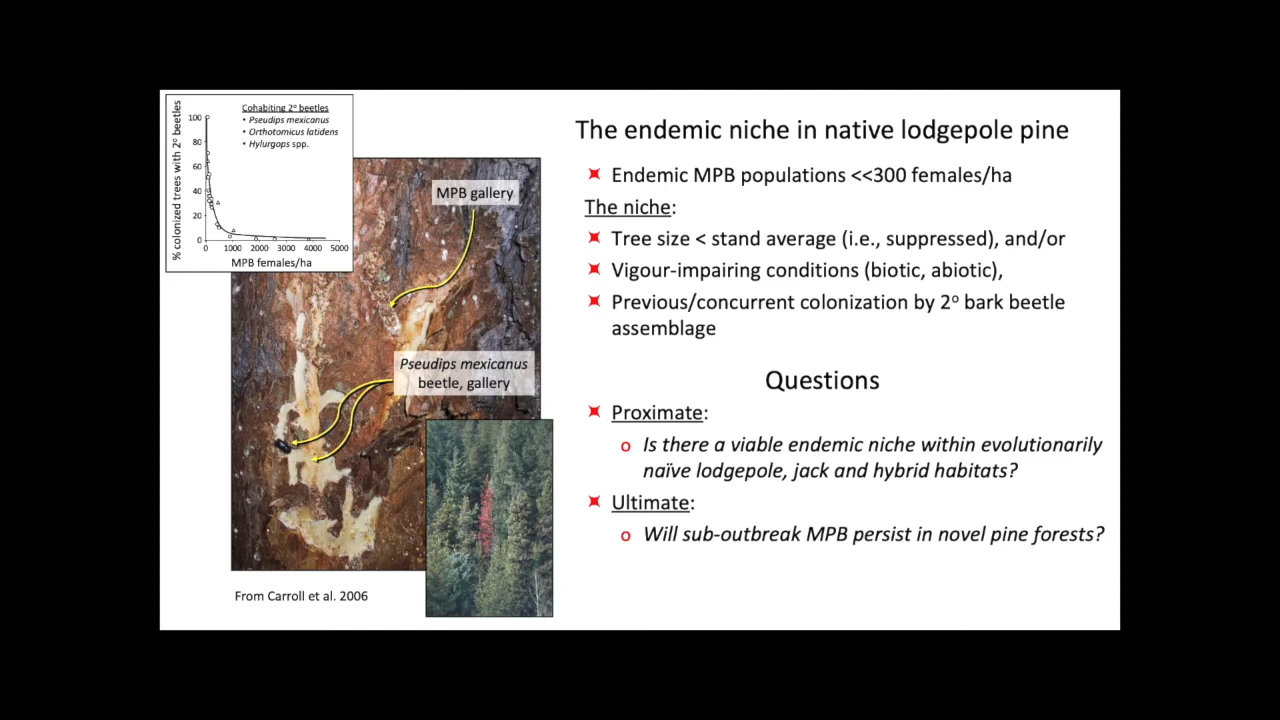 Cohabiting 2° beetles
• Pseudips mexicanus
• Orthotomicus latidens
• Hylurgops spp.
% colonized trees with 2° beetles
100
80
60
40
20
0
0 1000 2000 3000 4000 5000
MPB females/ha
MPB gallery
Pseudips mexicanus
beetle, gallery
From Carroll et al. 2006
The endemic niche in native lodgepole pine
Endemic MPB populations <<300 females/ha
The niche:
Tree size < stand average (i.e., suppressed), and/or
Vigour-impairing conditions (biotic, abiotic),
Previous/concurrent colonization by 2° bark beetle
assemblage
Questions
Proximate:
o Is there a viable endemic niche within evolutionarily
naïve lodgepole, jack and hybrid habitats?
Ultimate:
o Will sub-outbreak MPB persist in novel pine forests?